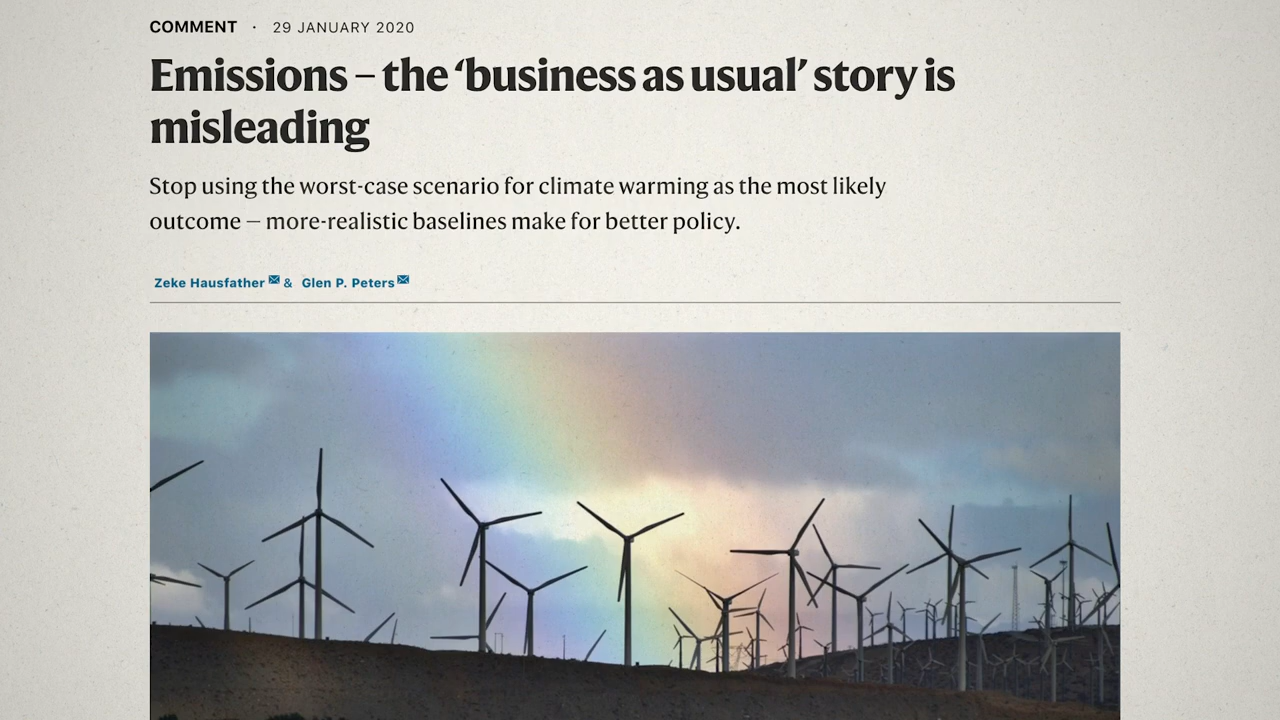 COMMENT · 29 JANUARY 2020
Emissions – the ‘business as usual’ story is
misleading
Stop using the worst-case scenario for climate warming as the most likely
outcome — more-realistic baselines make for better policy.
Zeke Hausfather & Glen P. Peters